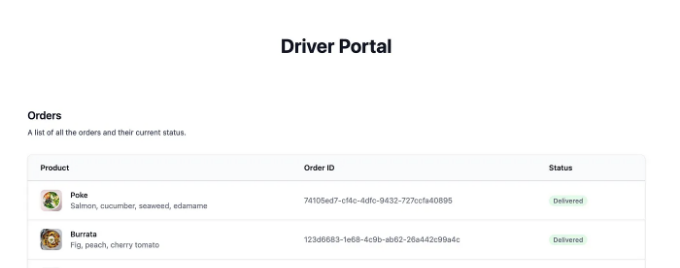 Driver Portal
Orders
A list of all the orders and their current status.
Product Order ID Status
Poke
Salmon, cucumber, seaweed, edamame
74105ed7-cf4c-4dfc-9432-727ccfa40895
Delivered
Burrata
Fig, peach, cherry tomato
123d6683-1e68-4c9b-ab62-26a442c99a4c
Delivered